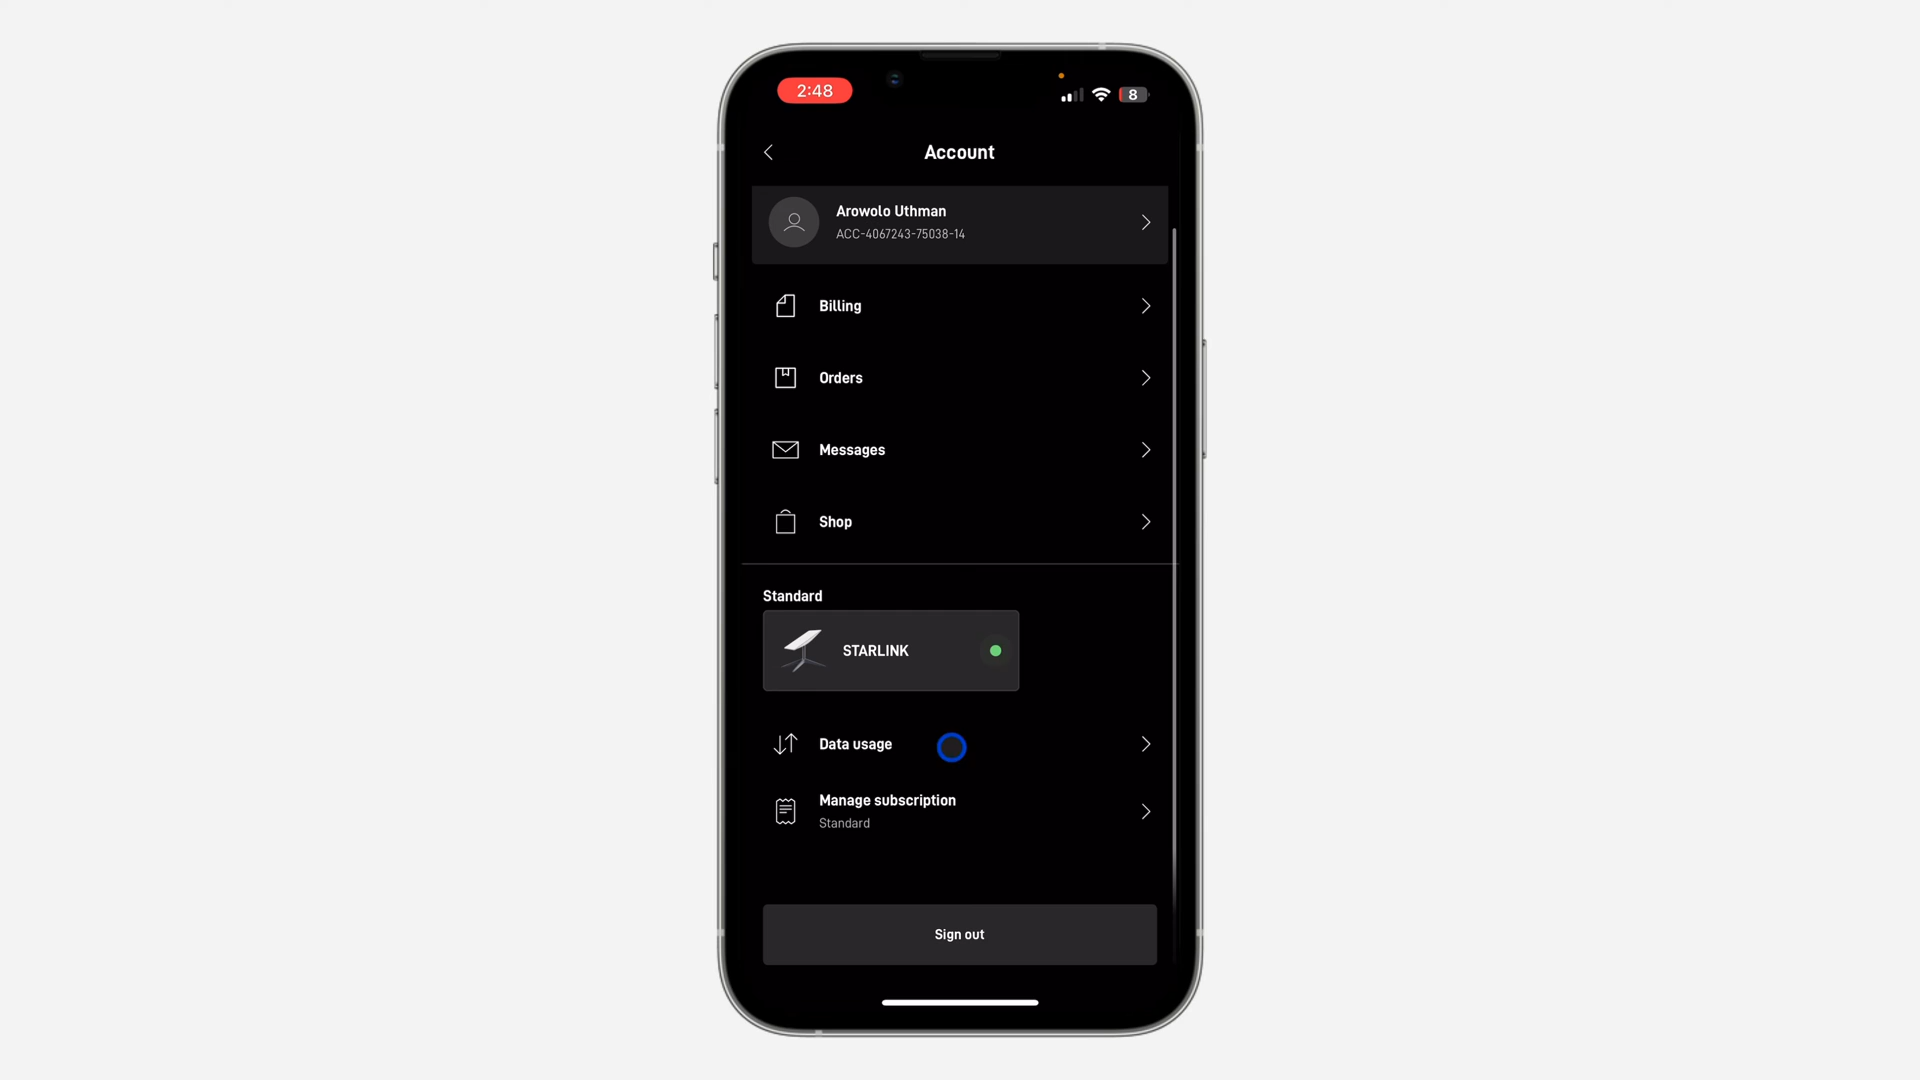 2:48
8
Account
Arowolo Uthman
ACC-4067243-75038-14
Billing
Orders
Messages
Shop
Standard
STARLINK
Data usage
Manage subscription
Standard
Sign out